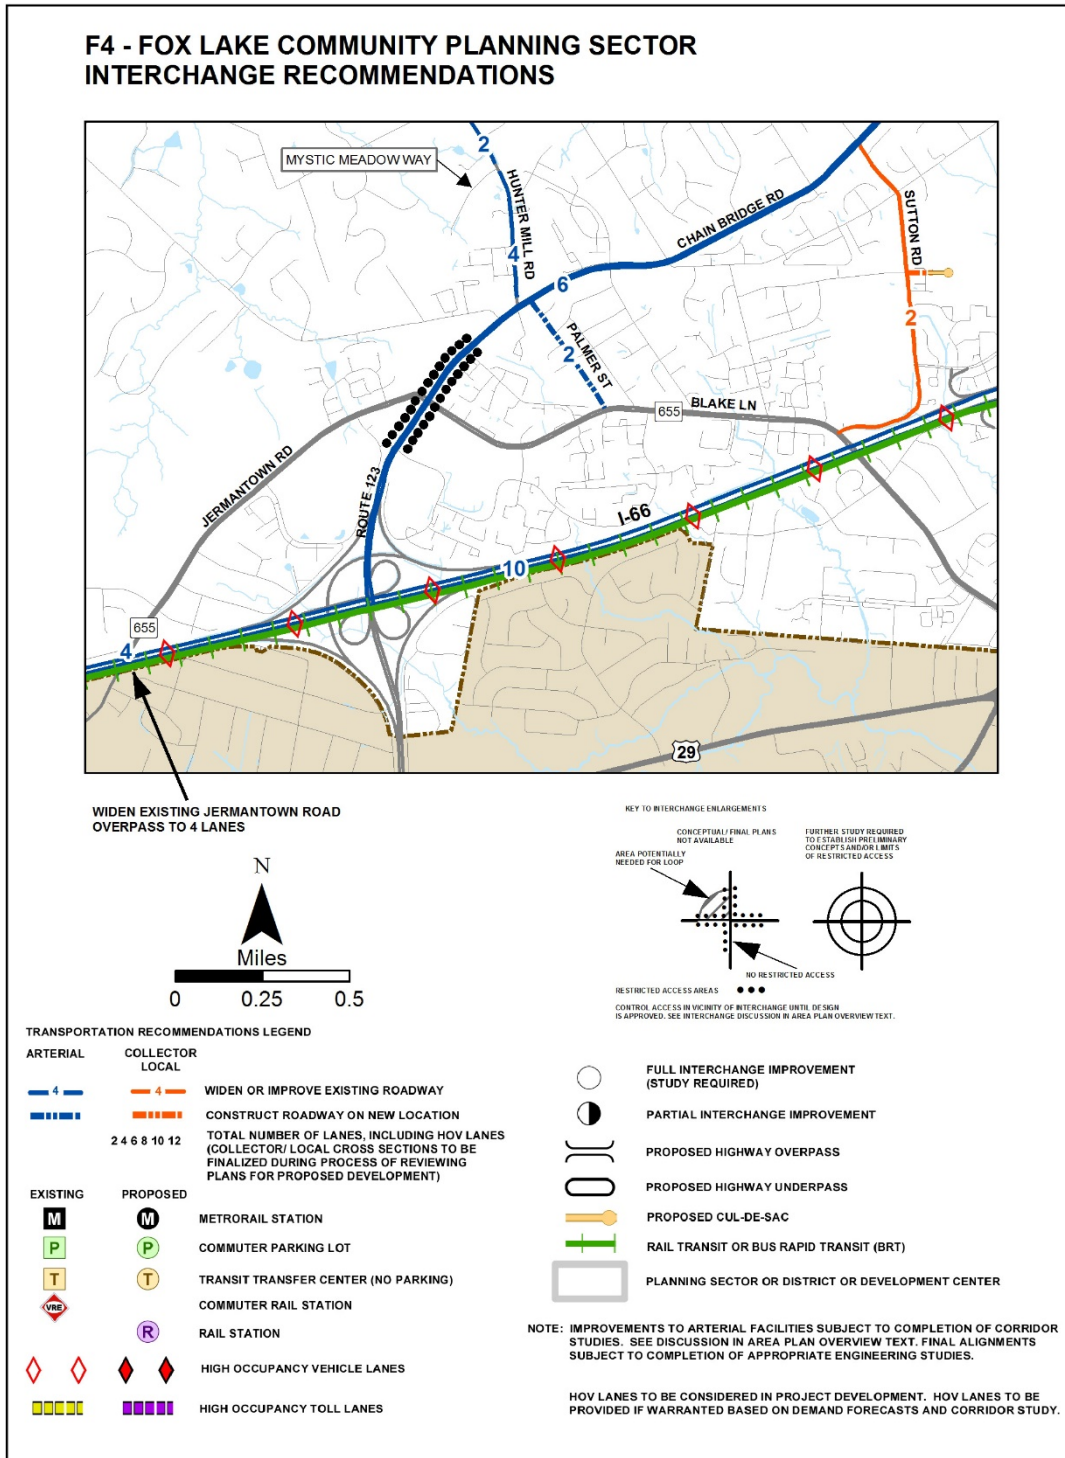 F4 - FOX LAKE COMMUNITY PLANNING SECTOR
INTERCHANGE RECOMMENDATIONS
MYSTIC MEADOW WAY
2
HUNTER MILL RD
4
CHAIN BRIDGE RD
6
SUTTON RD
2
PALMER ST
2
655
BLAKE LN
JERMANTOWN RD
ROUTE 123
I-66
10
655
4
29
WIDEN EXISTING JERMANTOWN ROAD
OVERPASS TO 4 LANES
N
Miles
0 0.25 0.5
KEY TO INTERCHANGE ENLARGEMENTS
CONCEPTUAL/ FINAL PLANS
NOT AVAILABLE
AREA POTENTIALLY
NEEDED FOR LOOP
FURTHER STUDY REQUIRED
TO ESTABLISH PRELIMINARY
CONCEPTS AND/OR LIMITS
OF RESTRICTED ACCESS
NO RESTRICTED ACCESS
RESTRICTED ACCESS AREAS
CONTROL ACCESS IN VICINITY OF INTERCHANGE UNTIL DESIGN
IS APPROVED. SEE INTERCHANGE DISCUSSION IN AREA PLAN OVERVIEW TEXT.
TRANSPORTATION RECOMMENDATIONS LEGEND
ARTERIAL
COLLECTOR
LOCAL
4 4 WIDEN OR IMPROVE EXISTING ROADWAY
CONSTRUCT ROADWAY ON NEW LOCATION
2 4 6 8 10 12
TOTAL NUMBER OF LANES, INCLUDING HOV LANES
(COLLECTOR/ LOCAL CROSS SECTIONS TO BE
FINALIZED DURING PROCESS OF REVIEWING
PLANS FOR PROPOSED DEVELOPMENT)
EXISTING PROPOSED
M M METRORAIL STATION
P P COMMUTER PARKING LOT
T T TRANSIT TRANSFER CENTER (NO PARKING)
VRE COMMUTER RAIL STATION
R RAIL STATION
HIGH OCCUPANCY VEHICLE LANES
HIGH OCCUPANCY TOLL LANES
FULL INTERCHANGE IMPROVEMENT
(STUDY REQUIRED)
PARTIAL INTERCHANGE IMPROVEMENT
PROPOSED HIGHWAY OVERPASS
PROPOSED HIGHWAY UNDERPASS
PROPOSED CUL-DE-SAC
RAIL TRANSIT OR BUS RAPID TRANSIT (BRT)
PLANNING SECTOR OR DISTRICT OR DEVELOPMENT CENTER
NOTE: IMPROVEMENTS TO ARTERIAL FACILITIES SUBJECT TO COMPLETION OF CORRIDOR
STUDIES. SEE DISCUSSION IN AREA PLAN OVERVIEW TEXT. FINAL ALIGNMENTS
SUBJECT TO COMPLETION OF APPROPRIATE ENGINEERING STUDIES.
HOV LANES TO BE CONSIDERED IN PROJECT DEVELOPMENT. HOV LANES TO BE
PROVIDED IF WARRANTED BASED ON DEMAND FORECASTS AND CORRIDOR STUDY.